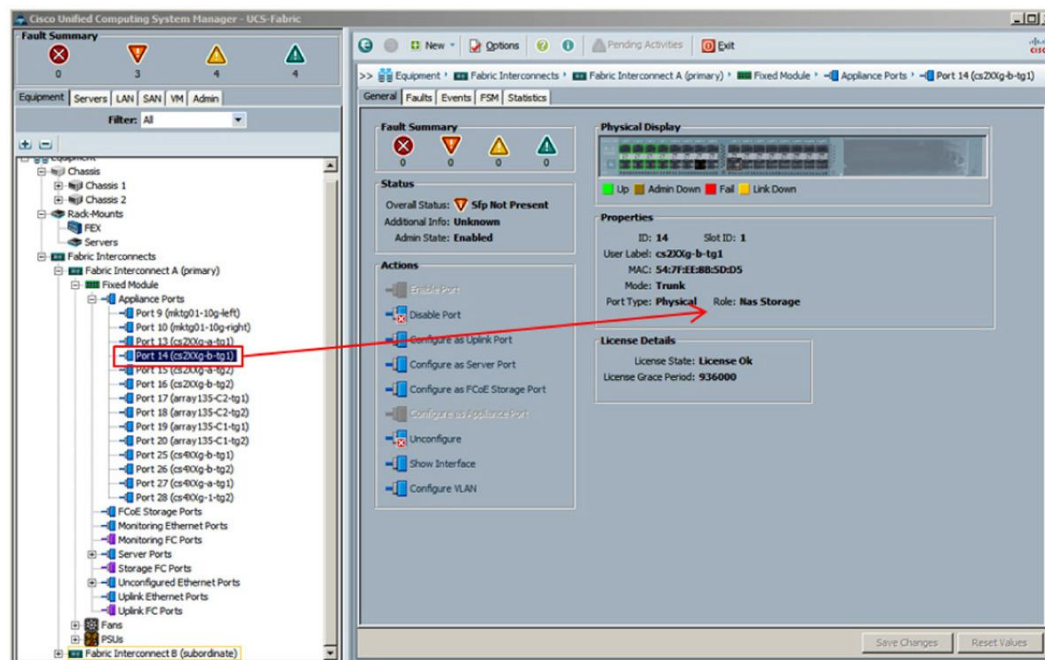 Cisco Unified Computing System Manager - UCS-Fabric
Fault Summary
0 3 4 4
Equipment Servers LAN SAN VM Admin
Filter: All
Equipment
Chassis
Chassis 1
Chassis 2
Rack-Mounts
FEX
Servers
Fabric Interconnects
Fabric Interconnect A (primary)
Fixed Module
Appliance Ports
Port 9 (mktg01-10g-left)
Port 10 (mktg01-10g-right)
Port 13 (cs2XXg-a-tg1)
Port 14 (cs2XXg-b-tg1)
Port 15 (cs2XXg-a-tg2)
Port 16 (cs2XXg-b-tg2)
Port 17 (array135-C2-tg1)
Port 18 (array135-C2-tg2)
Port 19 (array135-C1-tg1)
Port 20 (array135-C1-tg2)
Port 25 (cs4XXg-b-tg1)
Port 26 (cs4XXg-b-tg2)
Port 27 (cs4XXg-a-tg1)
Port 28 (cs4XXg-1-tg2)
FCoE Storage Ports
Monitoring Ethernet Ports
Monitoring FC Ports
Server Ports
Storage FC Ports
Unconfigured Ethernet Ports
Uplink Ethernet Ports
Uplink FC Ports
Fans
PSUs
Fabric Interconnect B (subordinate)
New Options Pending Activities Exit
CISCO
>> Equipment Fabric Interconnects Fabric Interconnect A (primary) Fixed Module Appliance Ports Port 14 (cs2XXg-b-tg1)
General Faults Events FSM Statistics
Fault Summary
0 0 0 0
Status
Overall Status: Sfp Not Present
Additional Info: Unknown
Admin State: Enabled
Actions
Enable Port
Disable Port
Configure as Uplink Port
Configure as Server Port
Configure as FCoE Storage Port
Configure as Appliance Port
Unconfigure
Show Interface
Configure VLAN
Physical Display
Up Admin Down Fail Link Down
Properties
ID: 14 Slot ID: 1
User Label: cs2XXg-b-tg1
MAC: 54:7F:EE:8B:5D:D5
Mode: Trunk
Port Type: Physical Role: Nas Storage
License Details
License State: License Ok
License Grace Period: 936000
Save Changes Reset Values